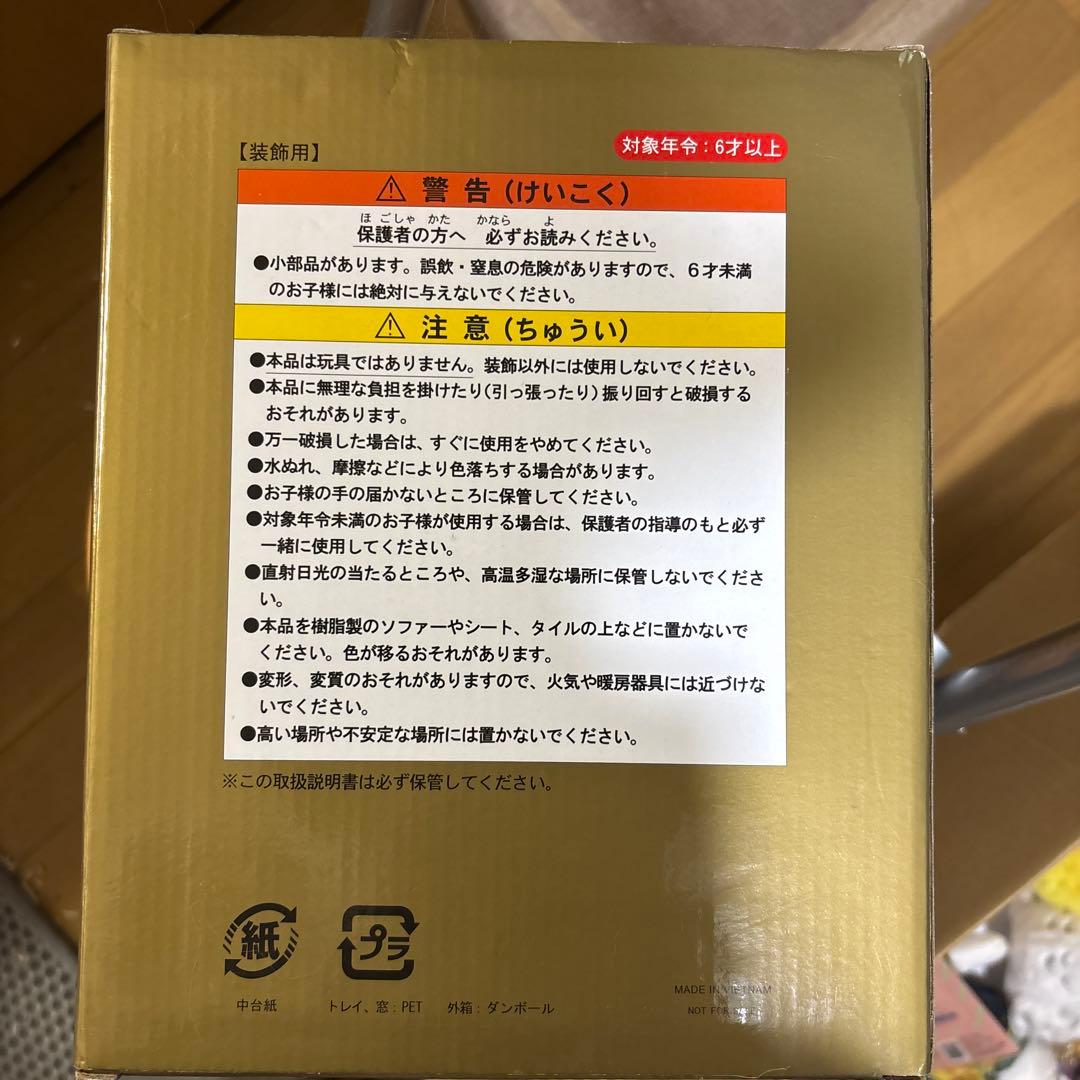 【装飾用】
対象年令：6才以上
⚠ 警告（けいこく）
ほごしゃ かた かなら よ
保護者の方へ 必ずお読みください。
●小部品があります。誤飲・窒息の危険がありますので、６才未満
のお子様には絶対に与えないでください。
⚠ 注意（ちゅうい）
●本品は玩具ではありません。装飾以外には使用しないでください。
●本品に無理な負担を掛けたり（引っ張ったり）振り回すと破損する
おそれがあります。
●万一破損した場合は、すぐに使用をやめてください。
●水ぬれ、摩擦などにより色落ちする場合があります。
●お子様の手の届かないところに保管してください。
●対象年令未満のお子様が使用する場合は、保護者の指導のもと必ず
一緒に使用してください。
●直射日光の当たるところや、高温多湿な場所に保管しないでくださ
い。
●本品を樹脂製のソファーやシート、タイルの上などに置かないで
ください。色が移るおそれがあります。
●変形、変質のおそれがありますので、火気や暖房器具には近づけな
いでください。
●高い場所や不安定な場所には置かないでください。
※この取扱説明書は必ず保管してください。
紙 プラ
中台紙 トレイ、窓：PET 外箱：ダンボール
MADE IN VIETNAM
NOT FOR SALE